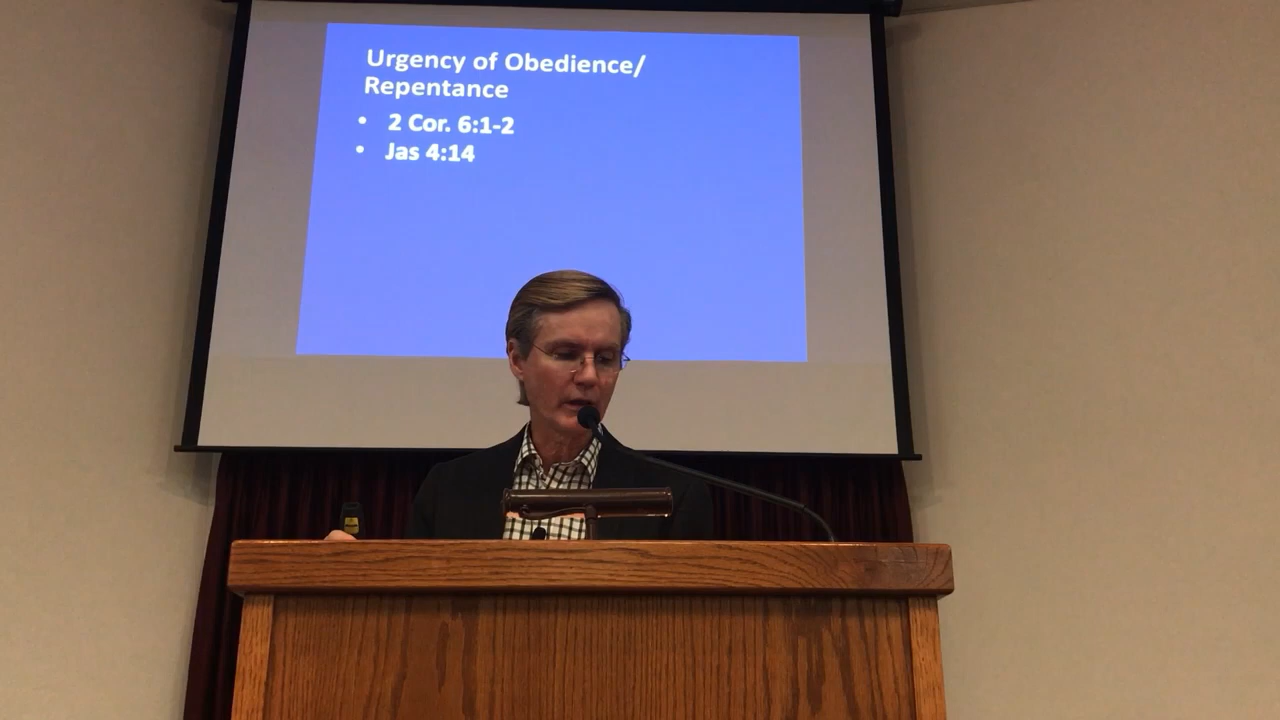 Urgency of Obedience/
Repentance
• 2 Cor. 6:1-2
• Jas 4:14